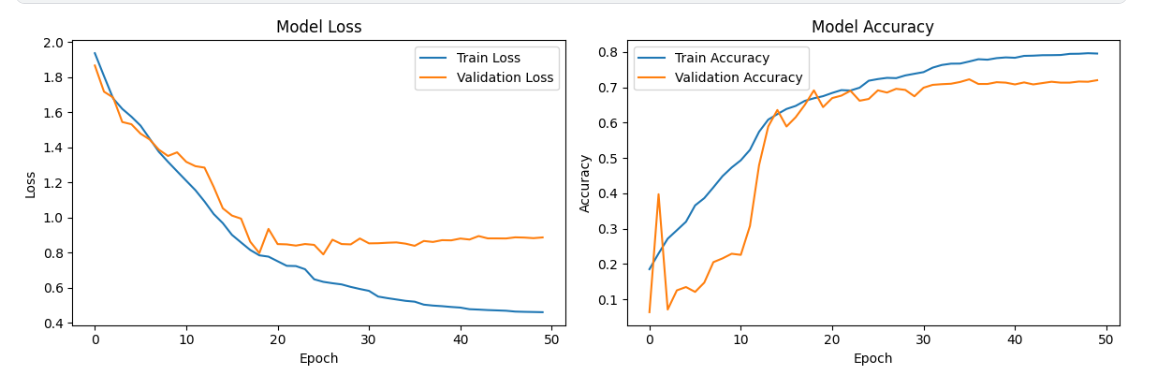 Model Loss
2.0
1.8
1.6
1.4
1.2
1.0
0.8
0.6
0.4
Loss
0 10 20 30 40 50
Epoch
Train Loss
Validation Loss
Model Accuracy
0.8
0.7
0.6
0.5
0.4
0.3
0.2
0.1
Accuracy
0 10 20 30 40 50
Epoch
Train Accuracy
Validation Accuracy